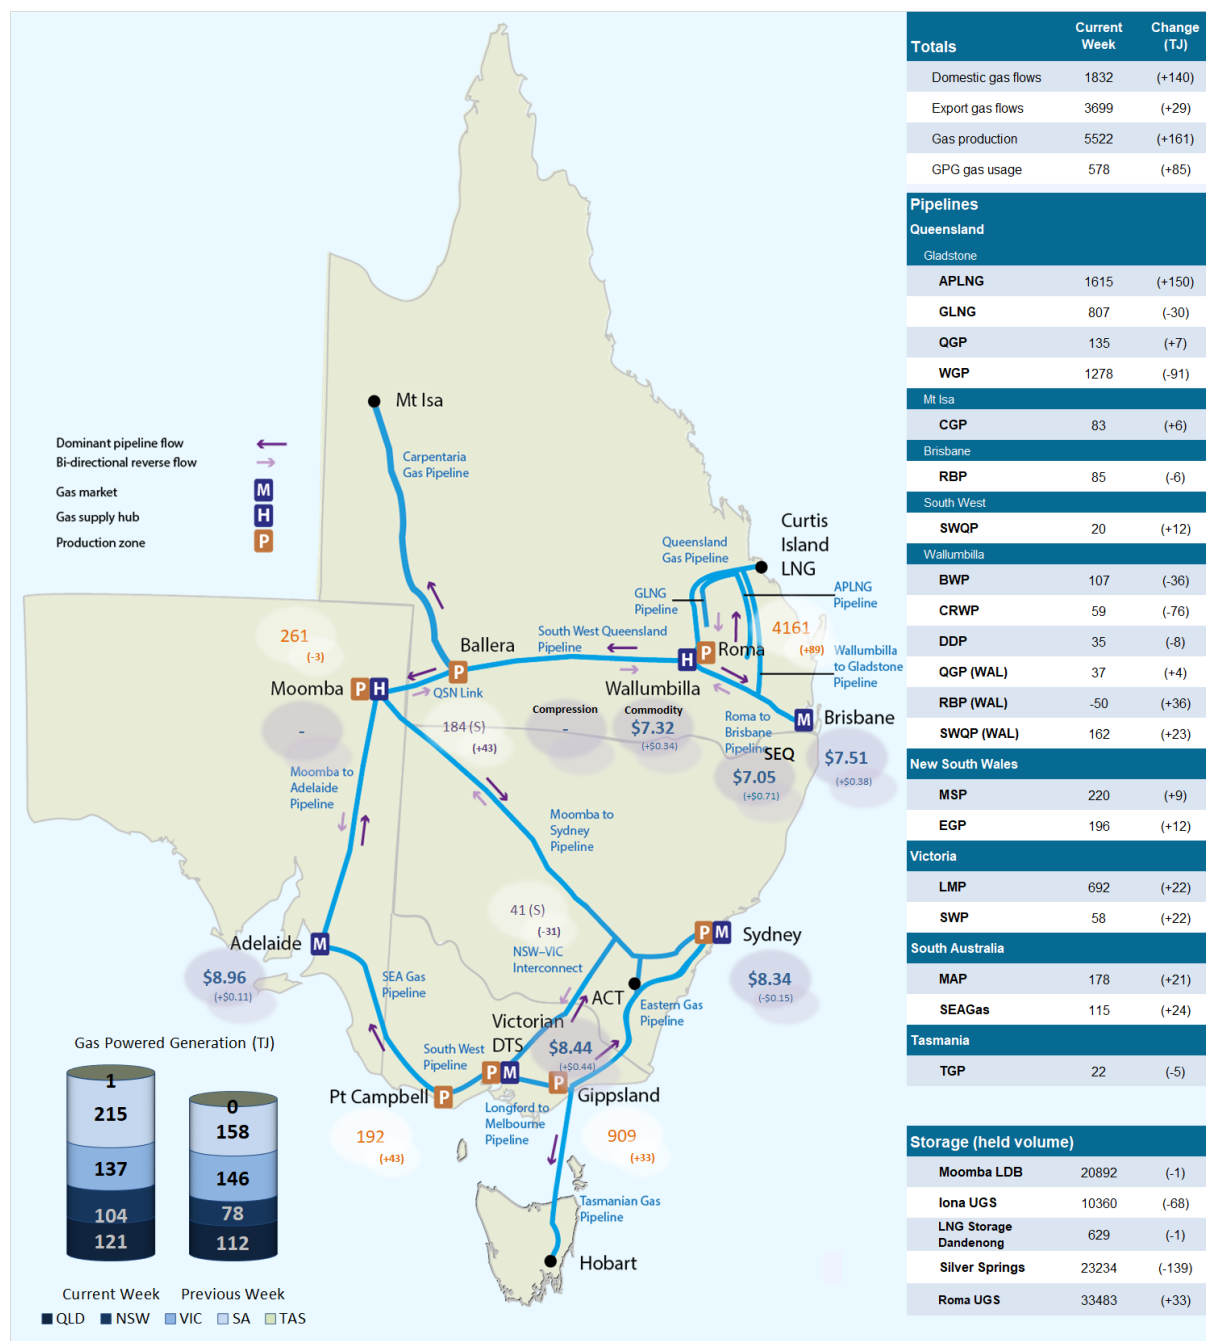 Mt Isa
Dominant pipeline flow
Bi-directional reverse flow
Gas market M
Gas supply hub H
Production zone P
Carpentaria
Gas Pipeline
Curtis
Island
LNG
Queensland
Gas Pipeline
GLNG
Pipeline
APLNG
Pipeline
4161
(+89)
261
(-3)
South West Queensland
Pipeline
Ballera
P
QSN Link
H P Roma
Wallumbilla
to Gladstone
Pipeline
Moomba P H
Wallumbilla
-
184 (S)
(+43)
Compression
-
Commodity
$7.32
(+$0.34)
Roma to
Brisbane
Pipeline
M Brisbane
SEQ
$7.05
(+$0.71)
$7.51
(+$0.38)
Moomba to
Adelaide
Pipeline
Moomba to
Sydney
Pipeline
41 (S)
(-31)
NSW–VIC
Interconnect
Adelaide M
$8.96
(+$0.11)
P M Sydney
$8.34
(-$0.15)
SEA Gas
Pipeline
ACT
Eastern Gas
Pipeline
Victorian
DTS
$8.44
(+$0.44)
South West
Pipeline
P M
P
Pt Campbell P
Gippsland
Longford to
Melbourne
Pipeline
192
(+43)
909
(+33)
Tasmanian Gas
Pipeline
Hobart
Gas Powered Generation (TJ)
1
215
137
104
121
0
158
146
78
112
Current Week Previous Week
QLD NSW VIC SA TAS
Totals Current Week Change (TJ)
Domestic gas flows 1832 (+140)
Export gas flows 3699 (+29)
Gas production 5522 (+161)
GPG gas usage 578 (+85)
Pipelines
Queensland
Gladstone
APLNG 1615 (+150)
GLNG 807 (-30)
QGP 135 (+7)
WGP 1278 (-91)
Mt Isa
CGP 83 (+6)
Brisbane
RBP 85 (-6)
South West
SWQP 20 (+12)
Wallumbilla
BWP 107 (-36)
CRWP 59 (-76)
DDP 35 (-8)
QGP (WAL) 37 (+4)
RBP (WAL) -50 (+36)
SWQP (WAL) 162 (+23)
New South Wales
MSP 220 (+9)
EGP 196 (+12)
Victoria
LMP 692 (+22)
SWP 58 (+22)
South Australia
MAP 178 (+21)
SEAGas 115 (+24)
Tasmania
TGP 22 (-5)
Storage (held volume)
Moomba LDB 20892 (-1)
Iona UGS 10360 (-68)
LNG Storage
Dandenong 629 (-1)
Silver Springs 23234 (-139)
Roma UGS 33483 (+33)